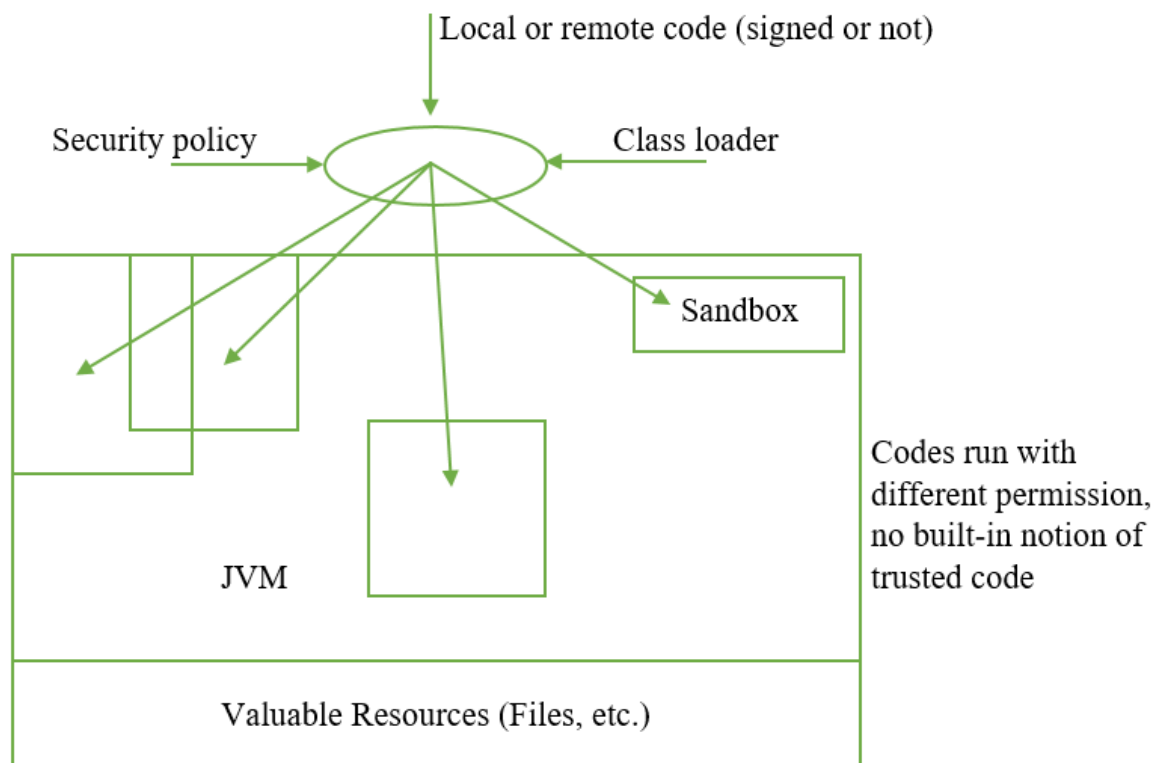 Local or remote code (signed or not)
Security policy
Class loader
Sandbox
Codes run with
different permission,
no built-in notion of
trusted code
JVM
Valuable Resources (Files, etc.)